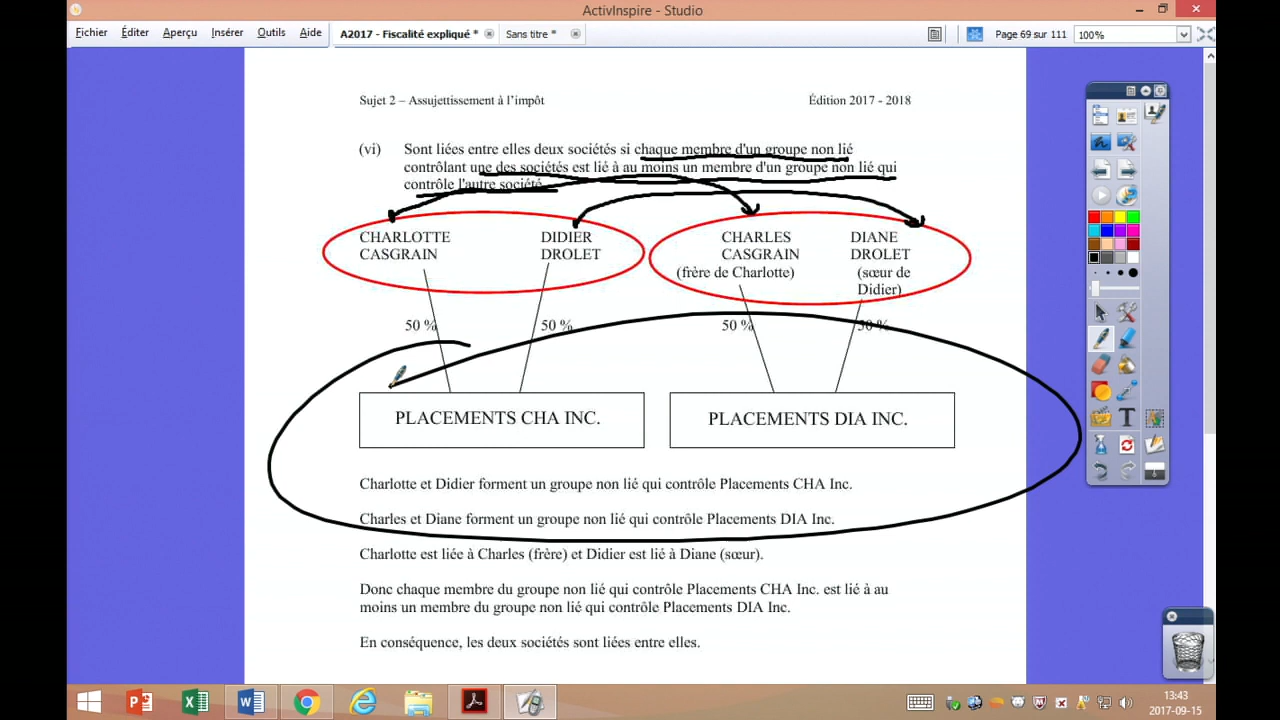 ActivInspire - Studio
Fichier Éditer Aperçu Insérer Outils Aide
A2017 - Fiscalité expliqué * Sans titre *
Page 69 sur 111 100%
Sujet 2 – Assujettissement à l'impôt Édition 2017 - 2018
(vi) Sont liées entre elles deux sociétés si chaque membre d'un groupe non lié
contrôlant une des sociétés est lié à au moins un membre d'un groupe non lié qui
contrôle l'autre société.
CHARLOTTE DIDIER CHARLES DIANE
CASGRAIN DROLET CASGRAIN DROLET
(frère de Charlotte) (sœur de
Didier)
50 % 50 % 50 % 50 %
PLACEMENTS CHA INC. PLACEMENTS DIA INC.
Charlotte et Didier forment un groupe non lié qui contrôle Placements CHA Inc.
Charles et Diane forment un groupe non lié qui contrôle Placements DIA Inc.
Charlotte est liée à Charles (frère) et Didier est lié à Diane (sœur).
Donc chaque membre du groupe non lié qui contrôle Placements CHA Inc. est lié à au
moins un membre du groupe non lié qui contrôle Placements DIA Inc.
En conséquence, les deux sociétés sont liées entre elles.
13:43
2017-09-15